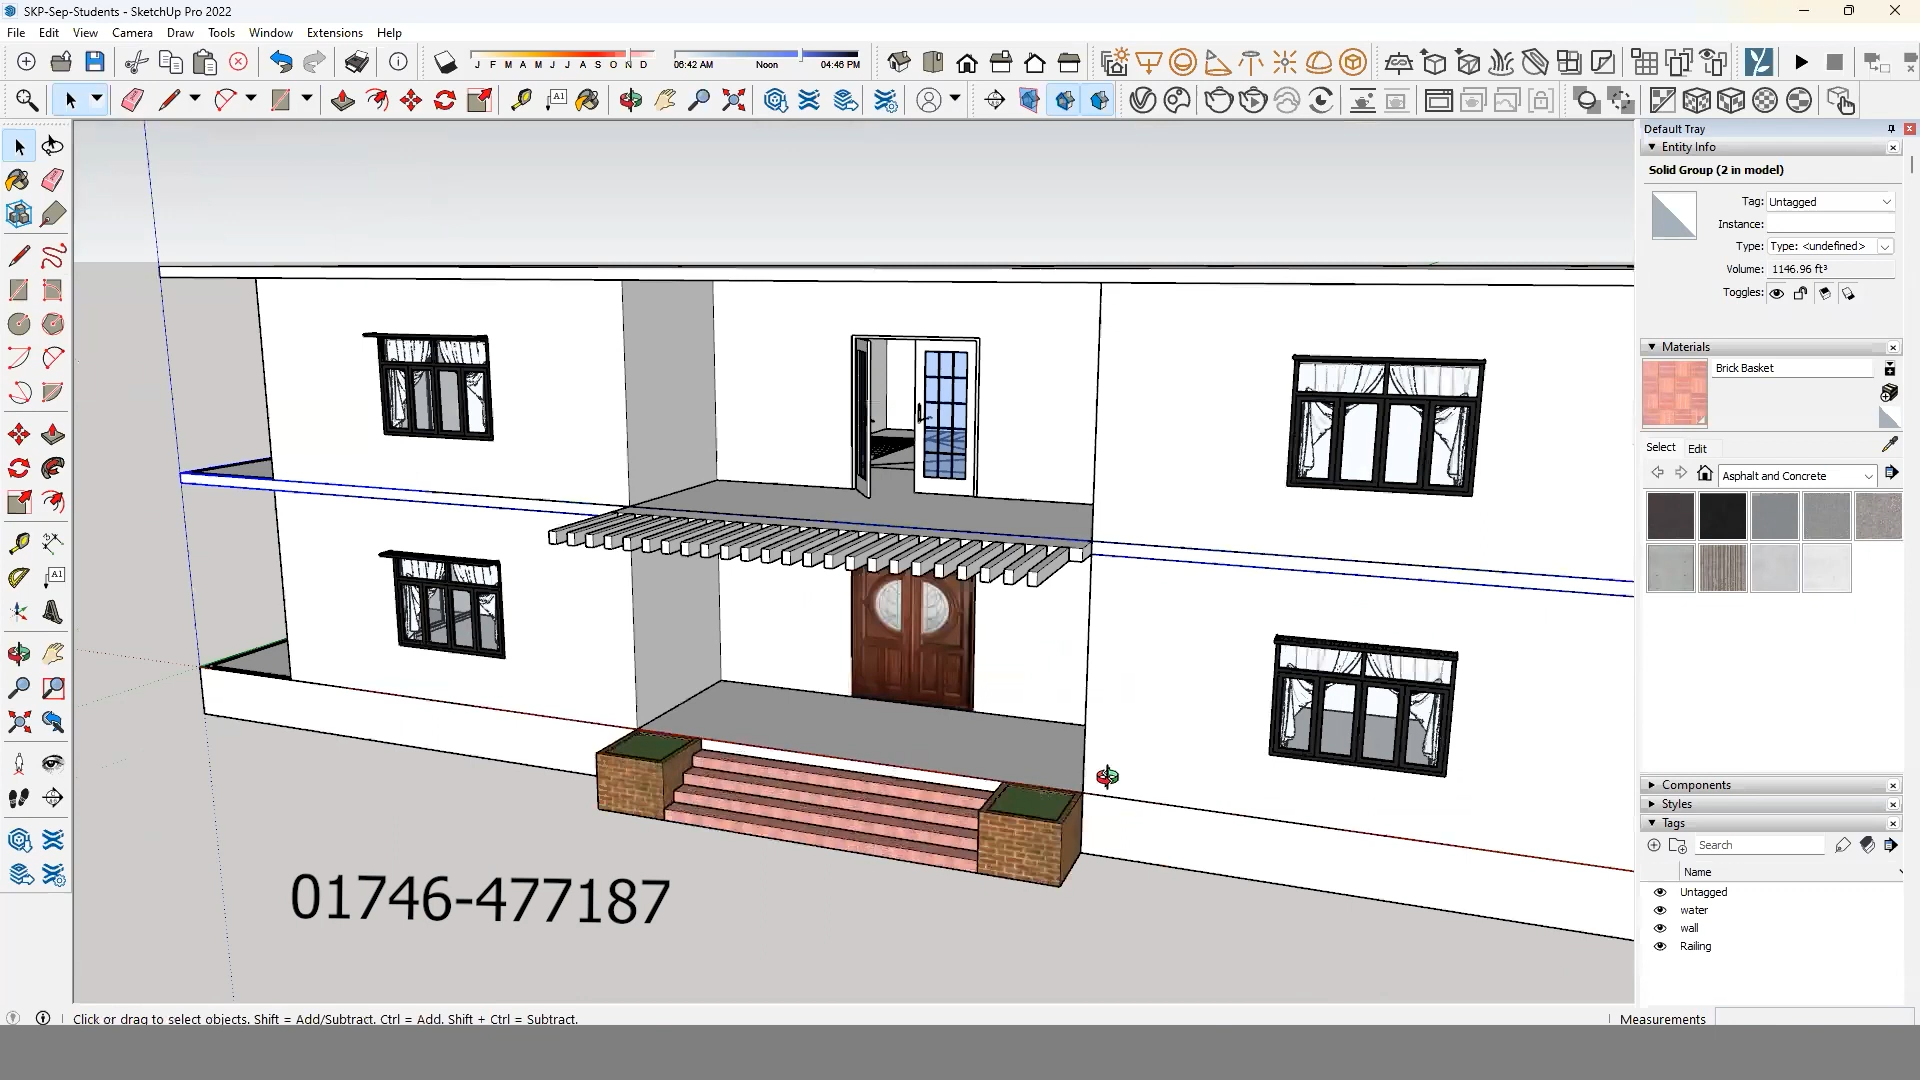 SKP-Sep-Students - SketchUp Pro 2022
File Edit View Camera Draw Tools Window Extensions Help
J F M A M J J A S O N D
06:42 AM Noon 04:46 PM
A1
Default Tray
Entity Info
Solid Group (2 in model)
Tag: Untagged
Instance:
Type: Type: <undefined>
Volume: 1146.96 ft³
Toggles:
Materials
Brick Basket
Select Edit
Asphalt and Concrete
A1
Components
Styles
Tags
Search
Name
Untagged
water
wall
Railing
01746-477187
Click or drag to select objects. Shift = Add/Subtract. Ctrl = Add. Shift + Ctrl = Subtract.
Measurements